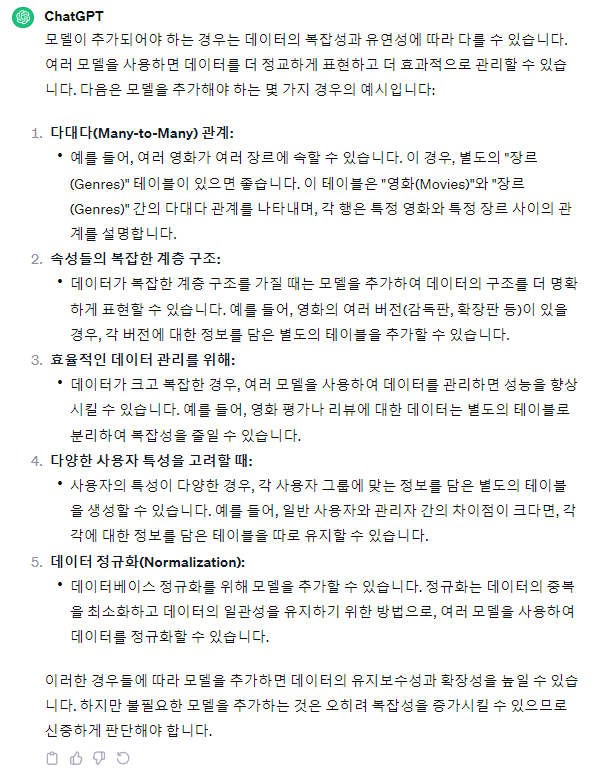 ChatGPT
모델이 추가되어야 하는 경우는 데이터의 복잡성과 유연성에 따라 다를 수 있습니다.
여러 모델을 사용하면 데이터를 더 정교하게 표현하고 더 효과적으로 관리할 수 있습
니다. 다음은 모델을 추가해야 하는 몇 가지 경우의 예시입니다:
1. 다대다(Many-to-Many) 관계:
• 예를 들어, 여러 영화가 여러 장르에 속할 수 있습니다. 이 경우, 별도의 "장르
(Genres)" 테이블이 있으면 좋습니다. 이 테이블은 "영화(Movies)"와 "장르
(Genres)" 간의 다대다 관계를 나타내며, 각 행은 특정 영화와 특정 장르 사이의 관
계를 설명합니다.
2. 속성들의 복잡한 계층 구조:
• 데이터가 복잡한 계층 구조를 가질 때는 모델을 추가하여 데이터의 구조를 더 명확
하게 표현할 수 있습니다. 예를 들어, 영화의 여러 버전(감독판, 확장판 등)이 있을
경우, 각 버전에 대한 정보를 담은 별도의 테이블을 추가할 수 있습니다.
3. 효율적인 데이터 관리를 위해:
• 데이터가 크고 복잡한 경우, 여러 모델을 사용하여 데이터를 관리하면 성능을 향상
시킬 수 있습니다. 예를 들어, 영화 평가나 리뷰에 대한 데이터는 별도의 테이블로
분리하여 복잡성을 줄일 수 있습니다.
4. 다양한 사용자 특성을 고려할 때:
• 사용자의 특성이 다양한 경우, 각 사용자 그룹에 맞는 정보를 담은 별도의 테이블
을 생성할 수 있습니다. 예를 들어, 일반 사용자와 관리자 간의 차이점이 크다면, 각
각에 대한 정보를 담은 테이블을 따로 유지할 수 있습니다.
5. 데이터 정규화(Normalization):
• 데이터베이스 정규화를 위해 모델을 추가할 수 있습니다. 정규화는 데이터의 중복
을 최소화하고 데이터의 일관성을 유지하기 위한 방법으로, 여러 모델을 사용하여
데이터를 정규화할 수 있습니다.
이러한 경우들에 따라 모델을 추가하면 데이터의 유지보수성과 확장성을 높일 수 있습
니다. 하지만 불필요한 모델을 추가하는 것은 오히려 복잡성을 증가시킬 수 있으므로
신중하게 판단해야 합니다.